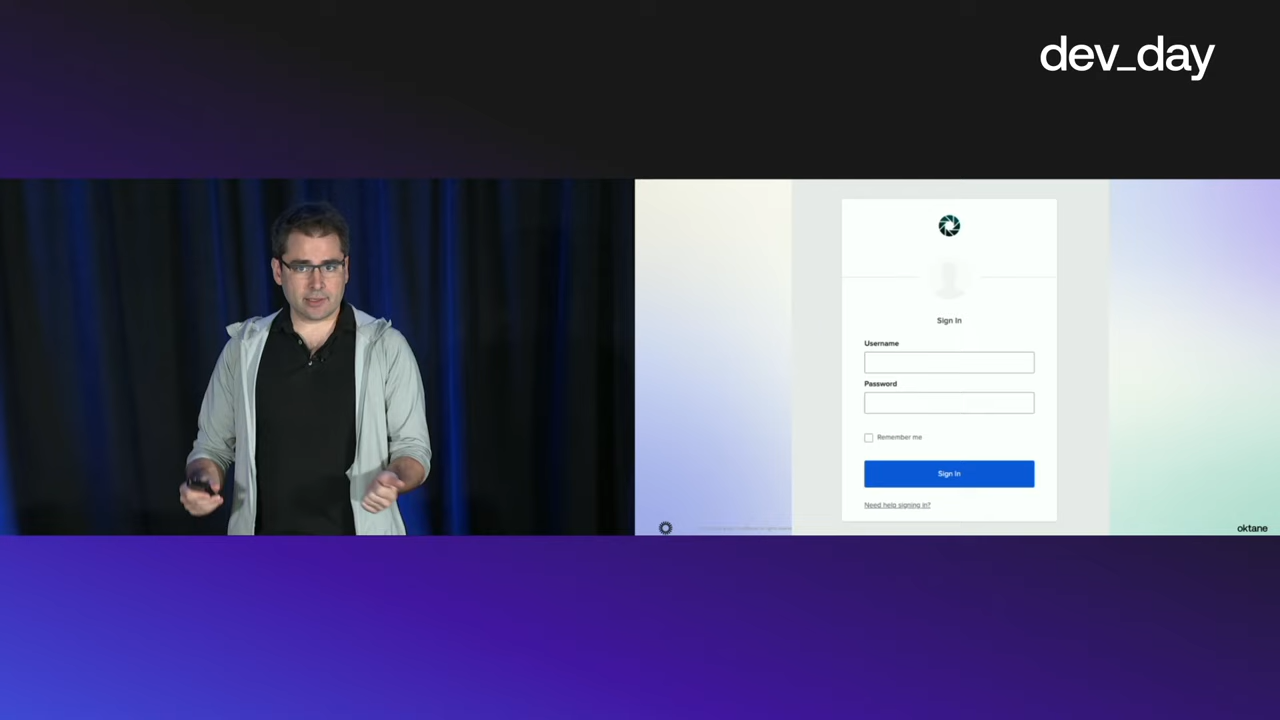 dev_day
Sign In
Username
Password
Remember me
Sign In
Need help signing in?
oktane